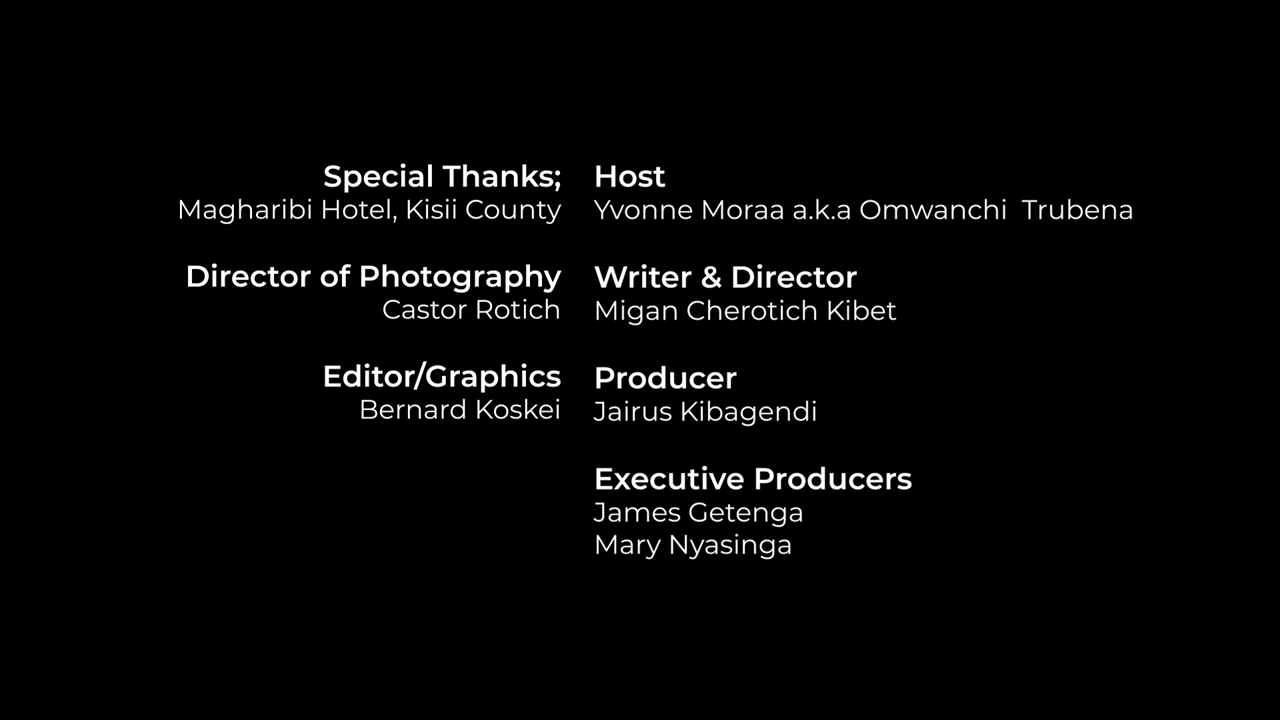 Special Thanks;
Magharibi Hotel, Kisii County
Director of Photography
Castor Rotich
Editor/Graphics
Bernard Koskei
Host
Yvonne Moraa a.k.a Omwanchi  Trubena
Writer & Director
Migan Cherotich Kibet
Producer
Jairus Kibagendi
Executive Producers
James Getenga
Mary Nyasinga